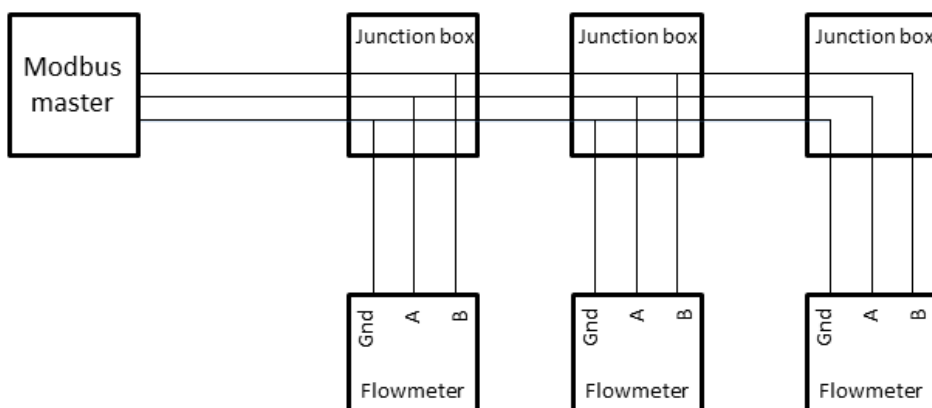 Modbus
master
Junction box
Junction box
Junction box
Gnd
A
B
Flowmeter
Gnd
A
B
Flowmeter
Gnd
A
B
Flowmeter